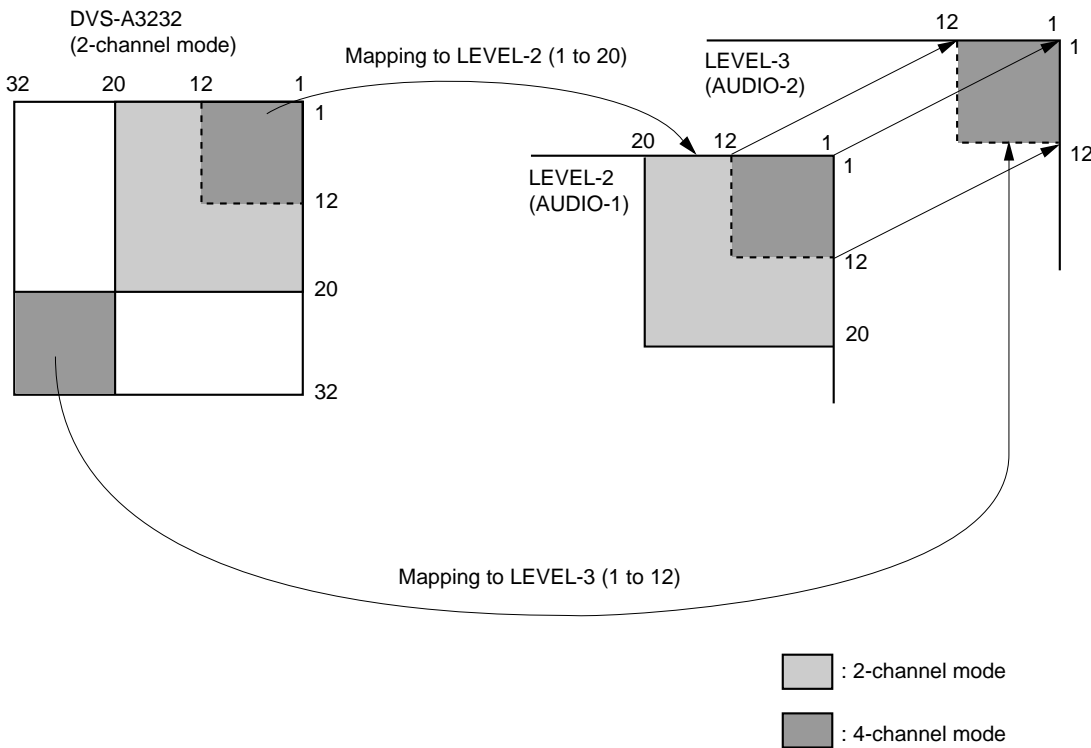 DVS-A3232
(2-channel mode)
32 20 12 1
1
12
20
32
Mapping to LEVEL-2 (1 to 20)
12 1
1
LEVEL-3
(AUDIO-2)
12
20 12 1
1
LEVEL-2
(AUDIO-1)
12
20
Mapping to LEVEL-3 (1 to 12)
: 2-channel mode
: 4-channel mode